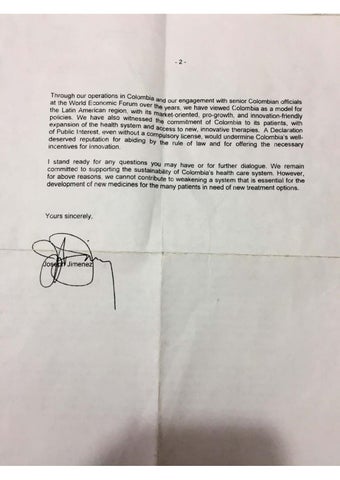 - 2 -
Through our operations in Colombia and our engagement with senior Colombian officials
at the World Economic Forum over the years, we have viewed Colombia as a model for
the Latin American region, with its market-oriented, pro-growth, and innovation-friendly
policies. We have also witnessed the commitment of Colombia to its patients, with
expansion of the health system and access to new, innovative therapies. A Declaration
of Public Interest, even without a compulsory license, would undermine Colombia's well-
deserved reputation for abiding by the rule of law and for offering the necessary
incentives for innovation.
I stand ready for any questions you may have or for further dialogue. We remain
committed to supporting the sustainability of Colombia's health care system. However,
for above reasons, we cannot contribute to weakening a system that is essential for the
development of new medicines for the many patients in need of new treatment options.
Yours sincerely,
Joseph Jimenez